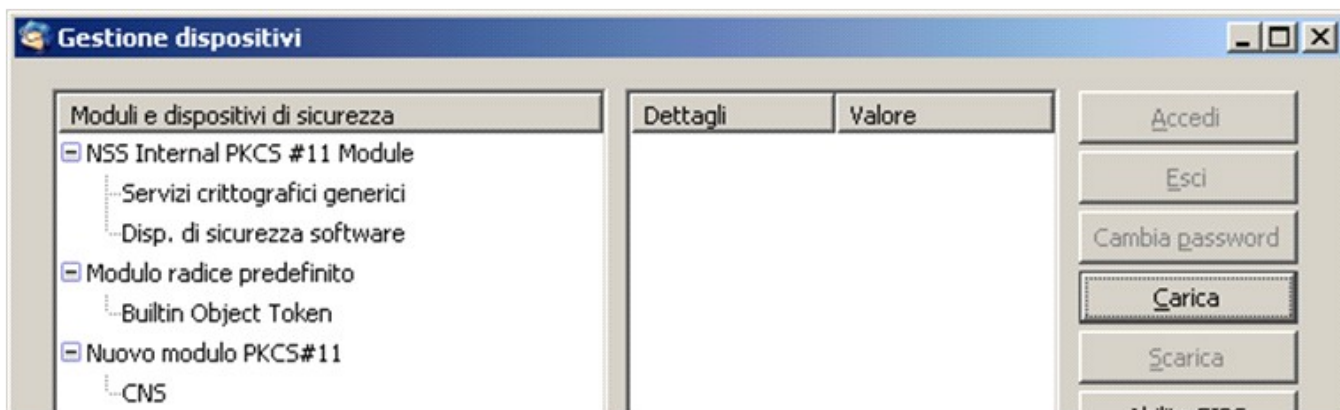 Gestione dispositivi
Moduli e dispositivi di sicurezza
NSS Internal PKCS #11 Module
Servizi crittografici generici
Disp. di sicurezza software
Modulo radice predefinito
Builtin Object Token
Nuovo modulo PKCS#11
CNS
Dettagli Valore
Accedi
Esci
Cambia password
Carica
Scarica